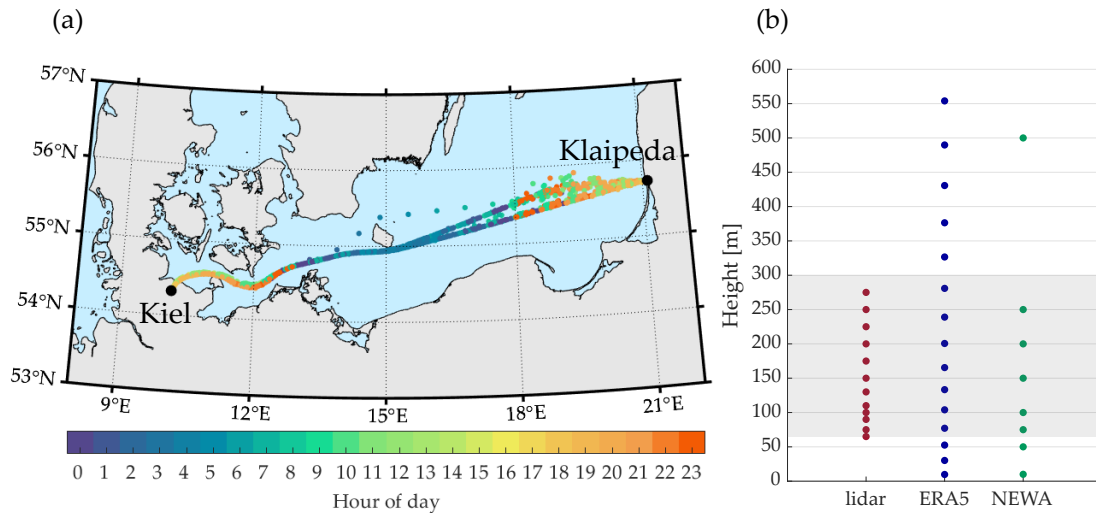 (a)
57°N
56°N
55°N
54°N
53°N
Klaipeda
Kiel
9°E 12°E 15°E 18°E 21°E
0 1 2 3 4 5 6 7 8 9 10 11 12 13 14 15 16 17 18 19 20 21 22 23
Hour of day
(b)
600
550
500
450
400
350
300
250
200
150
100
50
0
Height [m]
lidar ERA5 NEWA